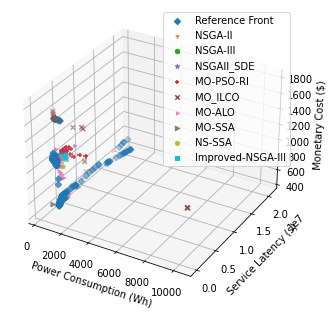 Reference Front
NSGA-II
NSGA-III
NSGAII_SDE
MO-PSO-RI
MO_ILCO
MO-ALO
MO-SSA
NS-SSA
Improved-NSGA-III
1800
1600
1400
1200
1000
800
600
400
Monetary Cost ($)
0
2000
4000
6000
8000
10000
Power Consumption (Wh)
0.0
0.5
1.0
1.5
2.0
Service Latency (s)